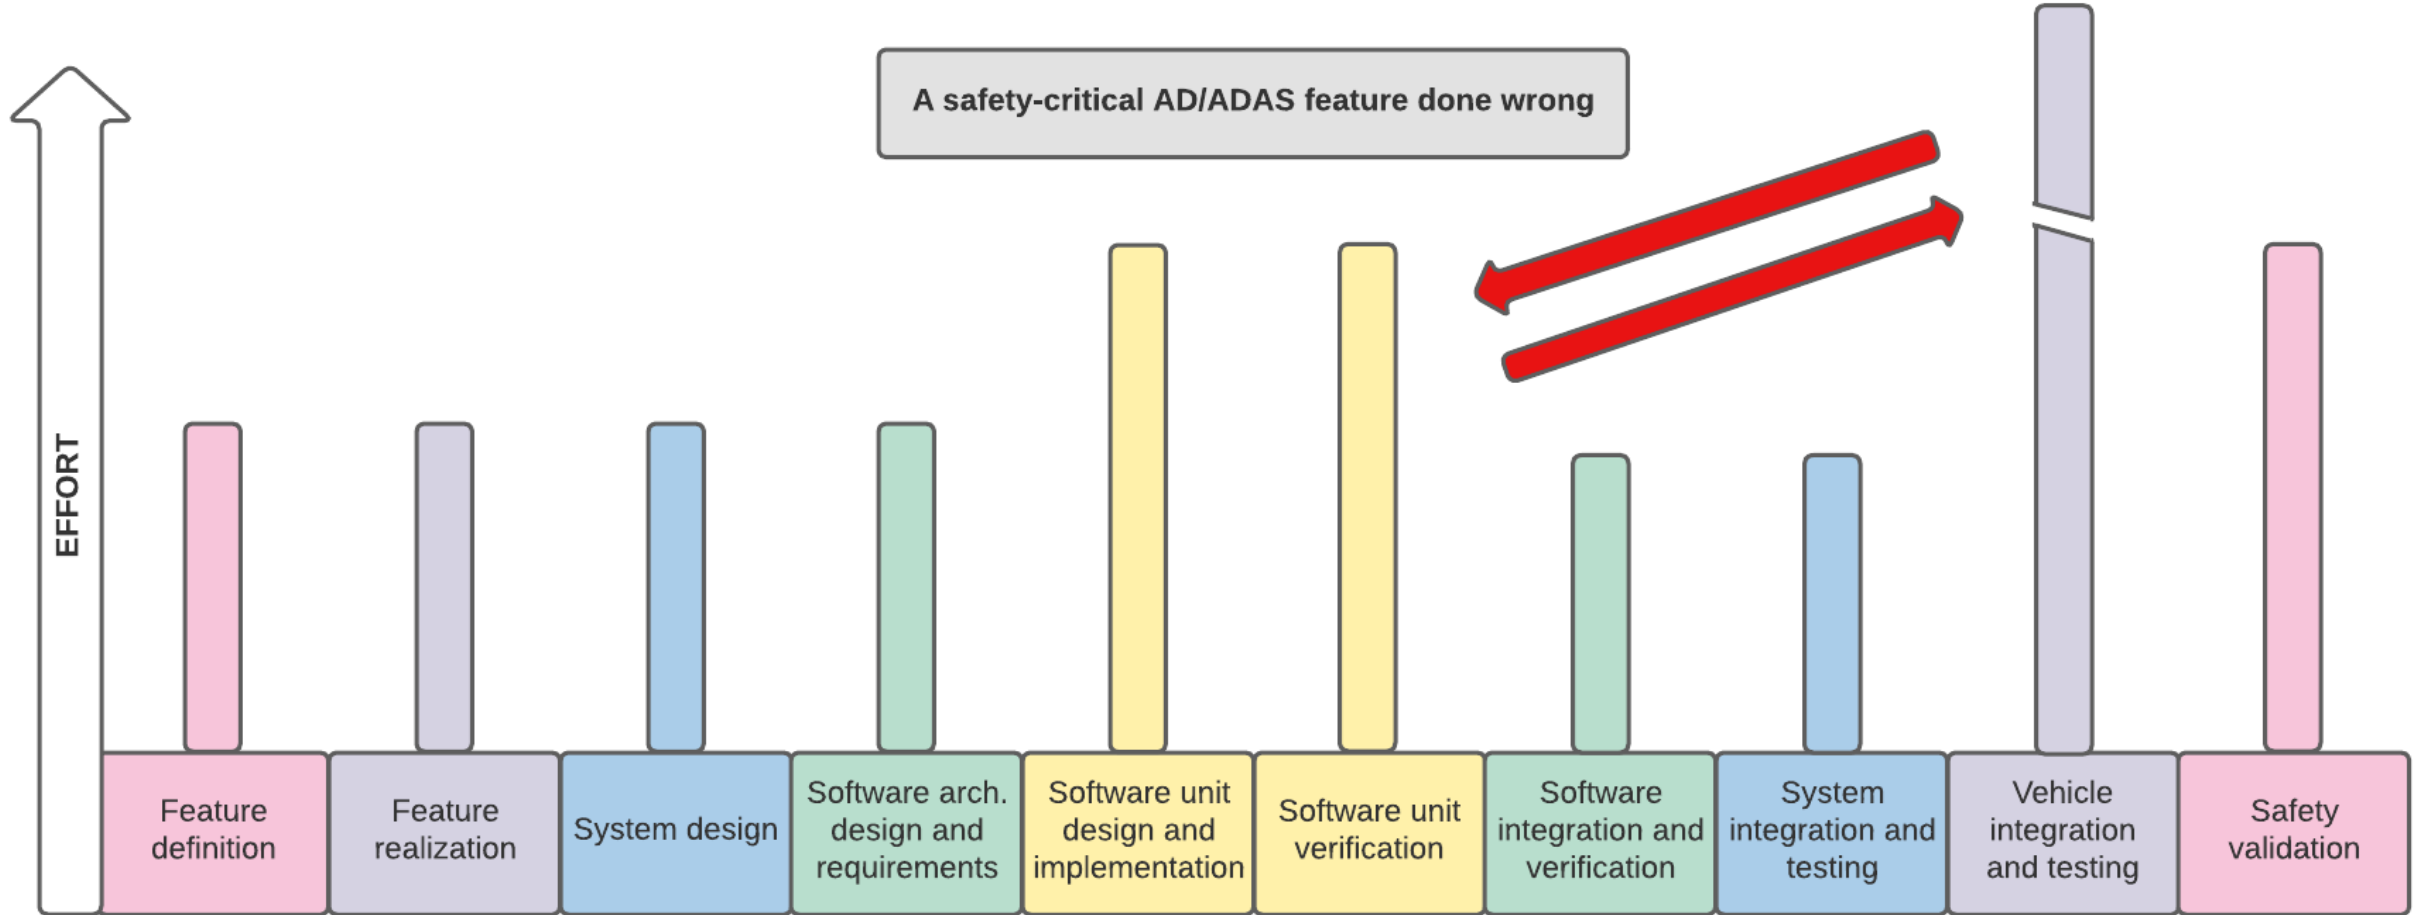 A safety-critical AD/ADAS feature done wrong
EFFORT
Feature
definition
Feature
realization
System design
Software arch.
design and
requirements
Software unit
design and
implementation
Software unit
verification
Software
integration and
verification
System
integration and
testing
Vehicle
integration
and testing
Safety
validation